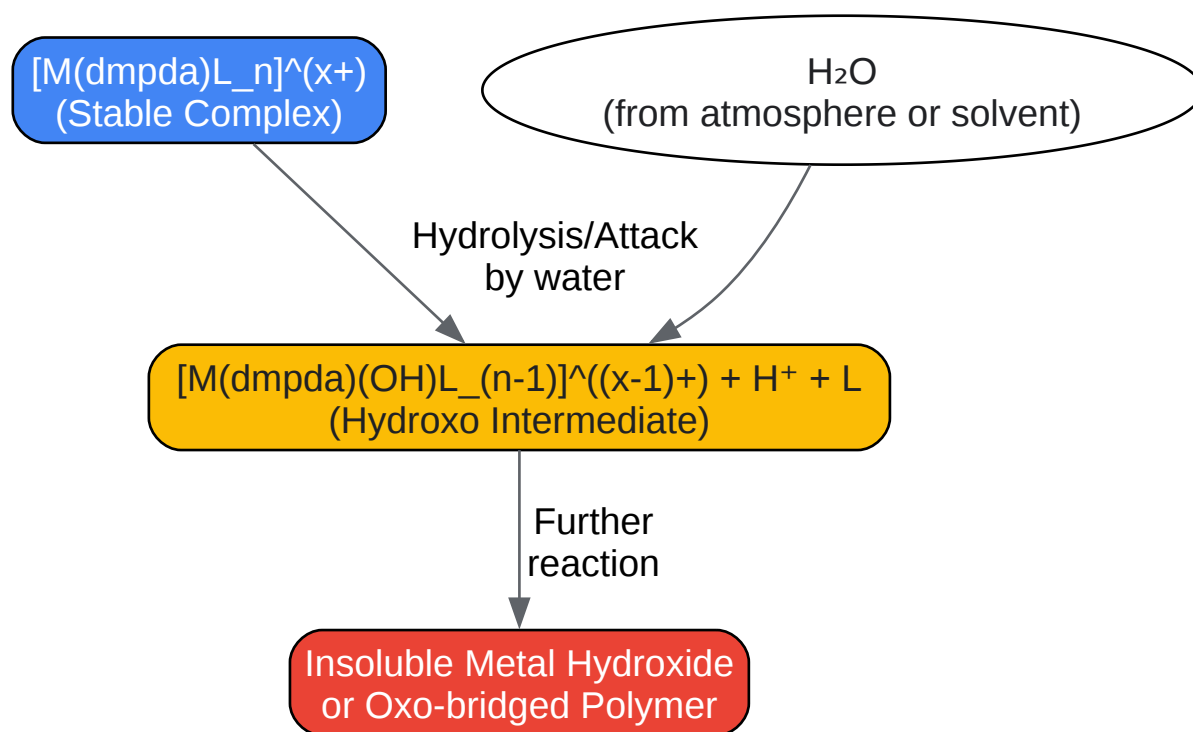 [M(dmpda)L_n]^(x+)
(Stable Complex)
H₂O
(from atmosphere or solvent)
Hydrolysis/Attack
by water
[M(dmpda)(OH)L_(n-1)]^((x-1)+) + H⁺ + L
(Hydroxo Intermediate)
Further
reaction
Insoluble Metal Hydroxide
or Oxo-bridged Polymer